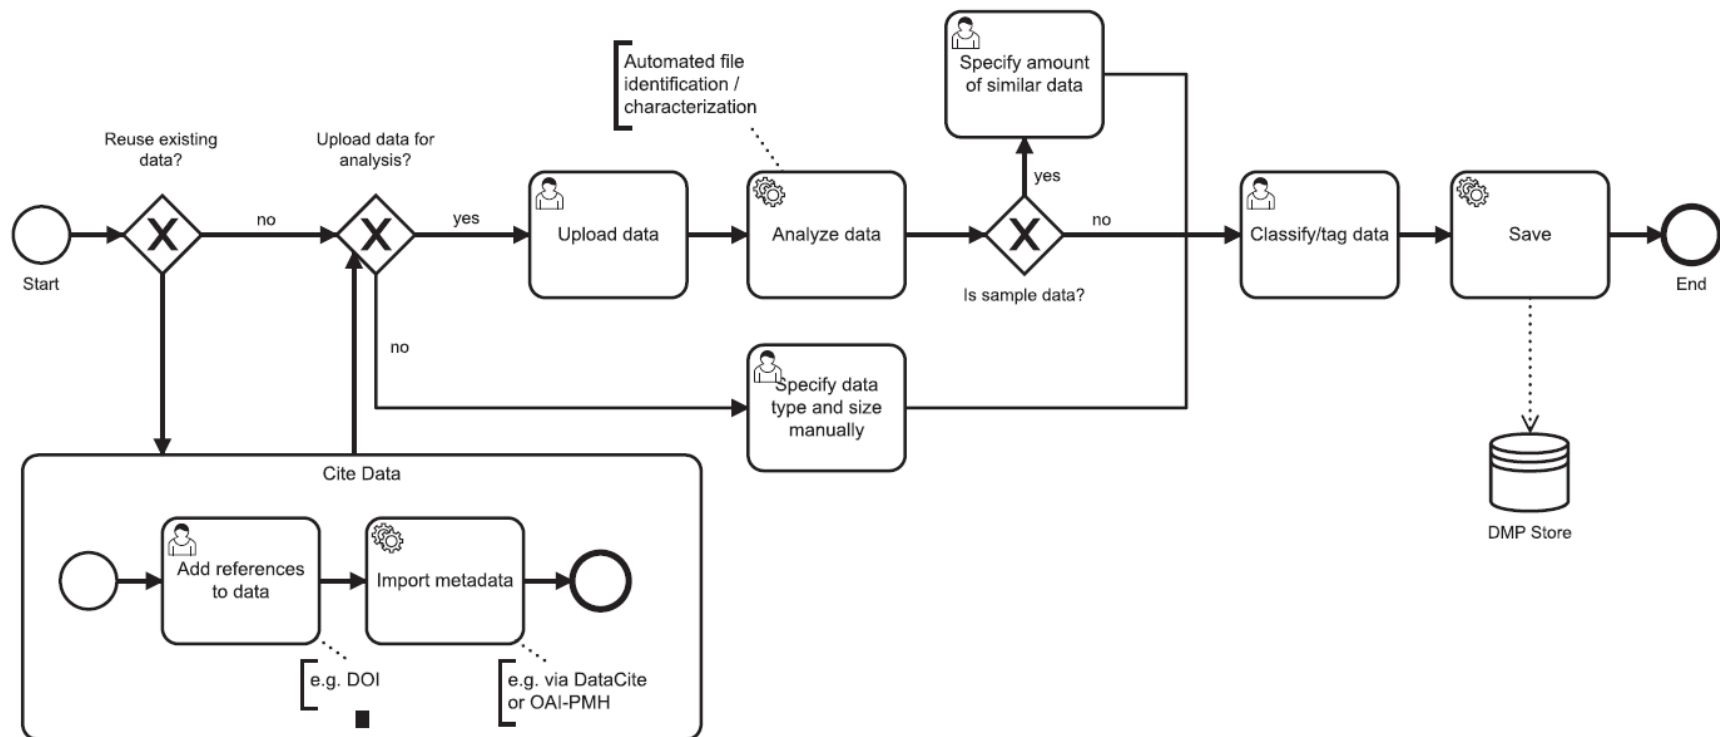 Specify amount
of similar data
Automated file
identification /
characterization
Reuse existing
data?
Upload data for
analysis?
yes
no
yes
no
Upload data
Analyze data
Classify/tag data
Save
Start
Is sample data?
End
no
Specify data
type and size
manually
Cite Data
DMP Store
Add references
to data
Import metadata
e.g. DOI
e.g. via DataCite
or OAI-PMH